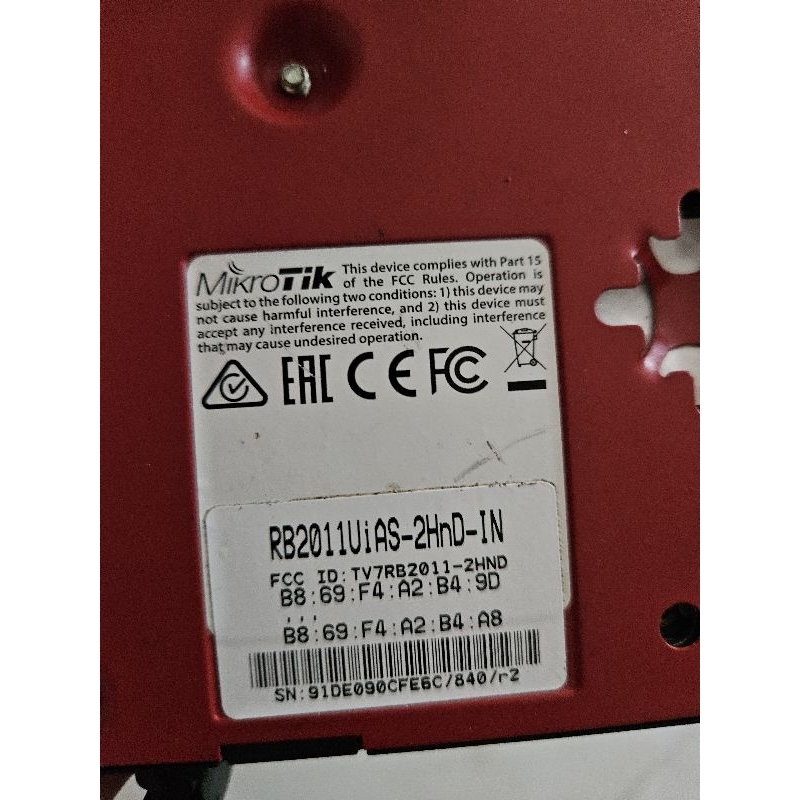 MikroTik This device complies with Part 15
of the FCC Rules. Operation is
subject to the following two conditions: 1) this device may
not cause harmful interference, and 2) this device must
accept any interference received, including interference
that may cause undesired operation.
EAC CE FC
RB2011UiAS-2HnD-IN
FCC ID:TV7RB2011-2HND
B8:69:F4:A2:B4:9D
...
B8:69:F4:A2:B4:A8
SN:91DE090CFE6C/840/r2